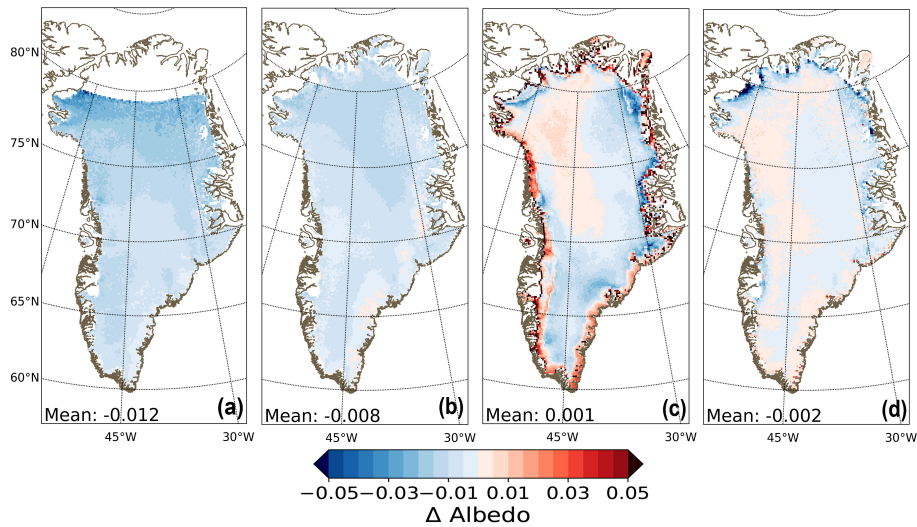 80°N
75°N
70°N
65°N
60°N
Mean: -0.012 (a)
Mean: -0.008 (b)
Mean: 0.001 (c)
Mean: -0.002 (d)
45°W 30°W 45°W 30°W 45°W 30°W 45°W 30°W
−0.05 −0.03 −0.01 0.01 0.03 0.05
Δ Albedo